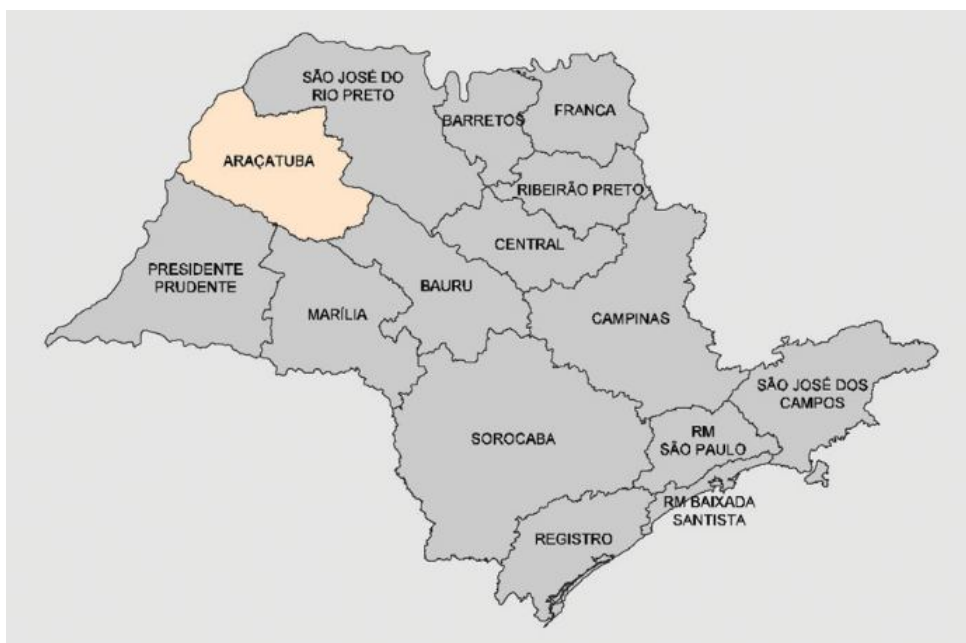 SÃO JOSÉ DO
RIO PRETO
BARRETOS
FRANCA
ARAÇATUBA
RIBEIRÃO PRETO
CENTRAL
PRESIDENTE
PRUDENTE
MARÍLIA
BAURU
CAMPINAS
SÃO JOSÉ DOS
CAMPOS
SOROCABA
RM
SÃO PAULO
RM BAIXADA
SANTISTA
REGISTRO